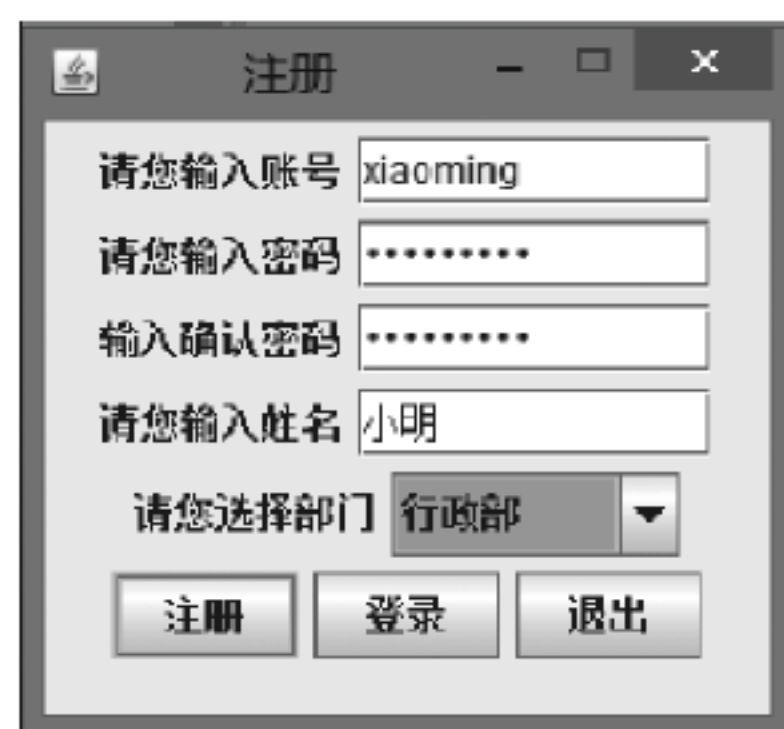 注册
请您输入账号 xiaoming
请您输入密码 •••••••••
输入确认密码 •••••••••
请您输入姓名 小明
请您选择部门 行政部
注册 登录 退出